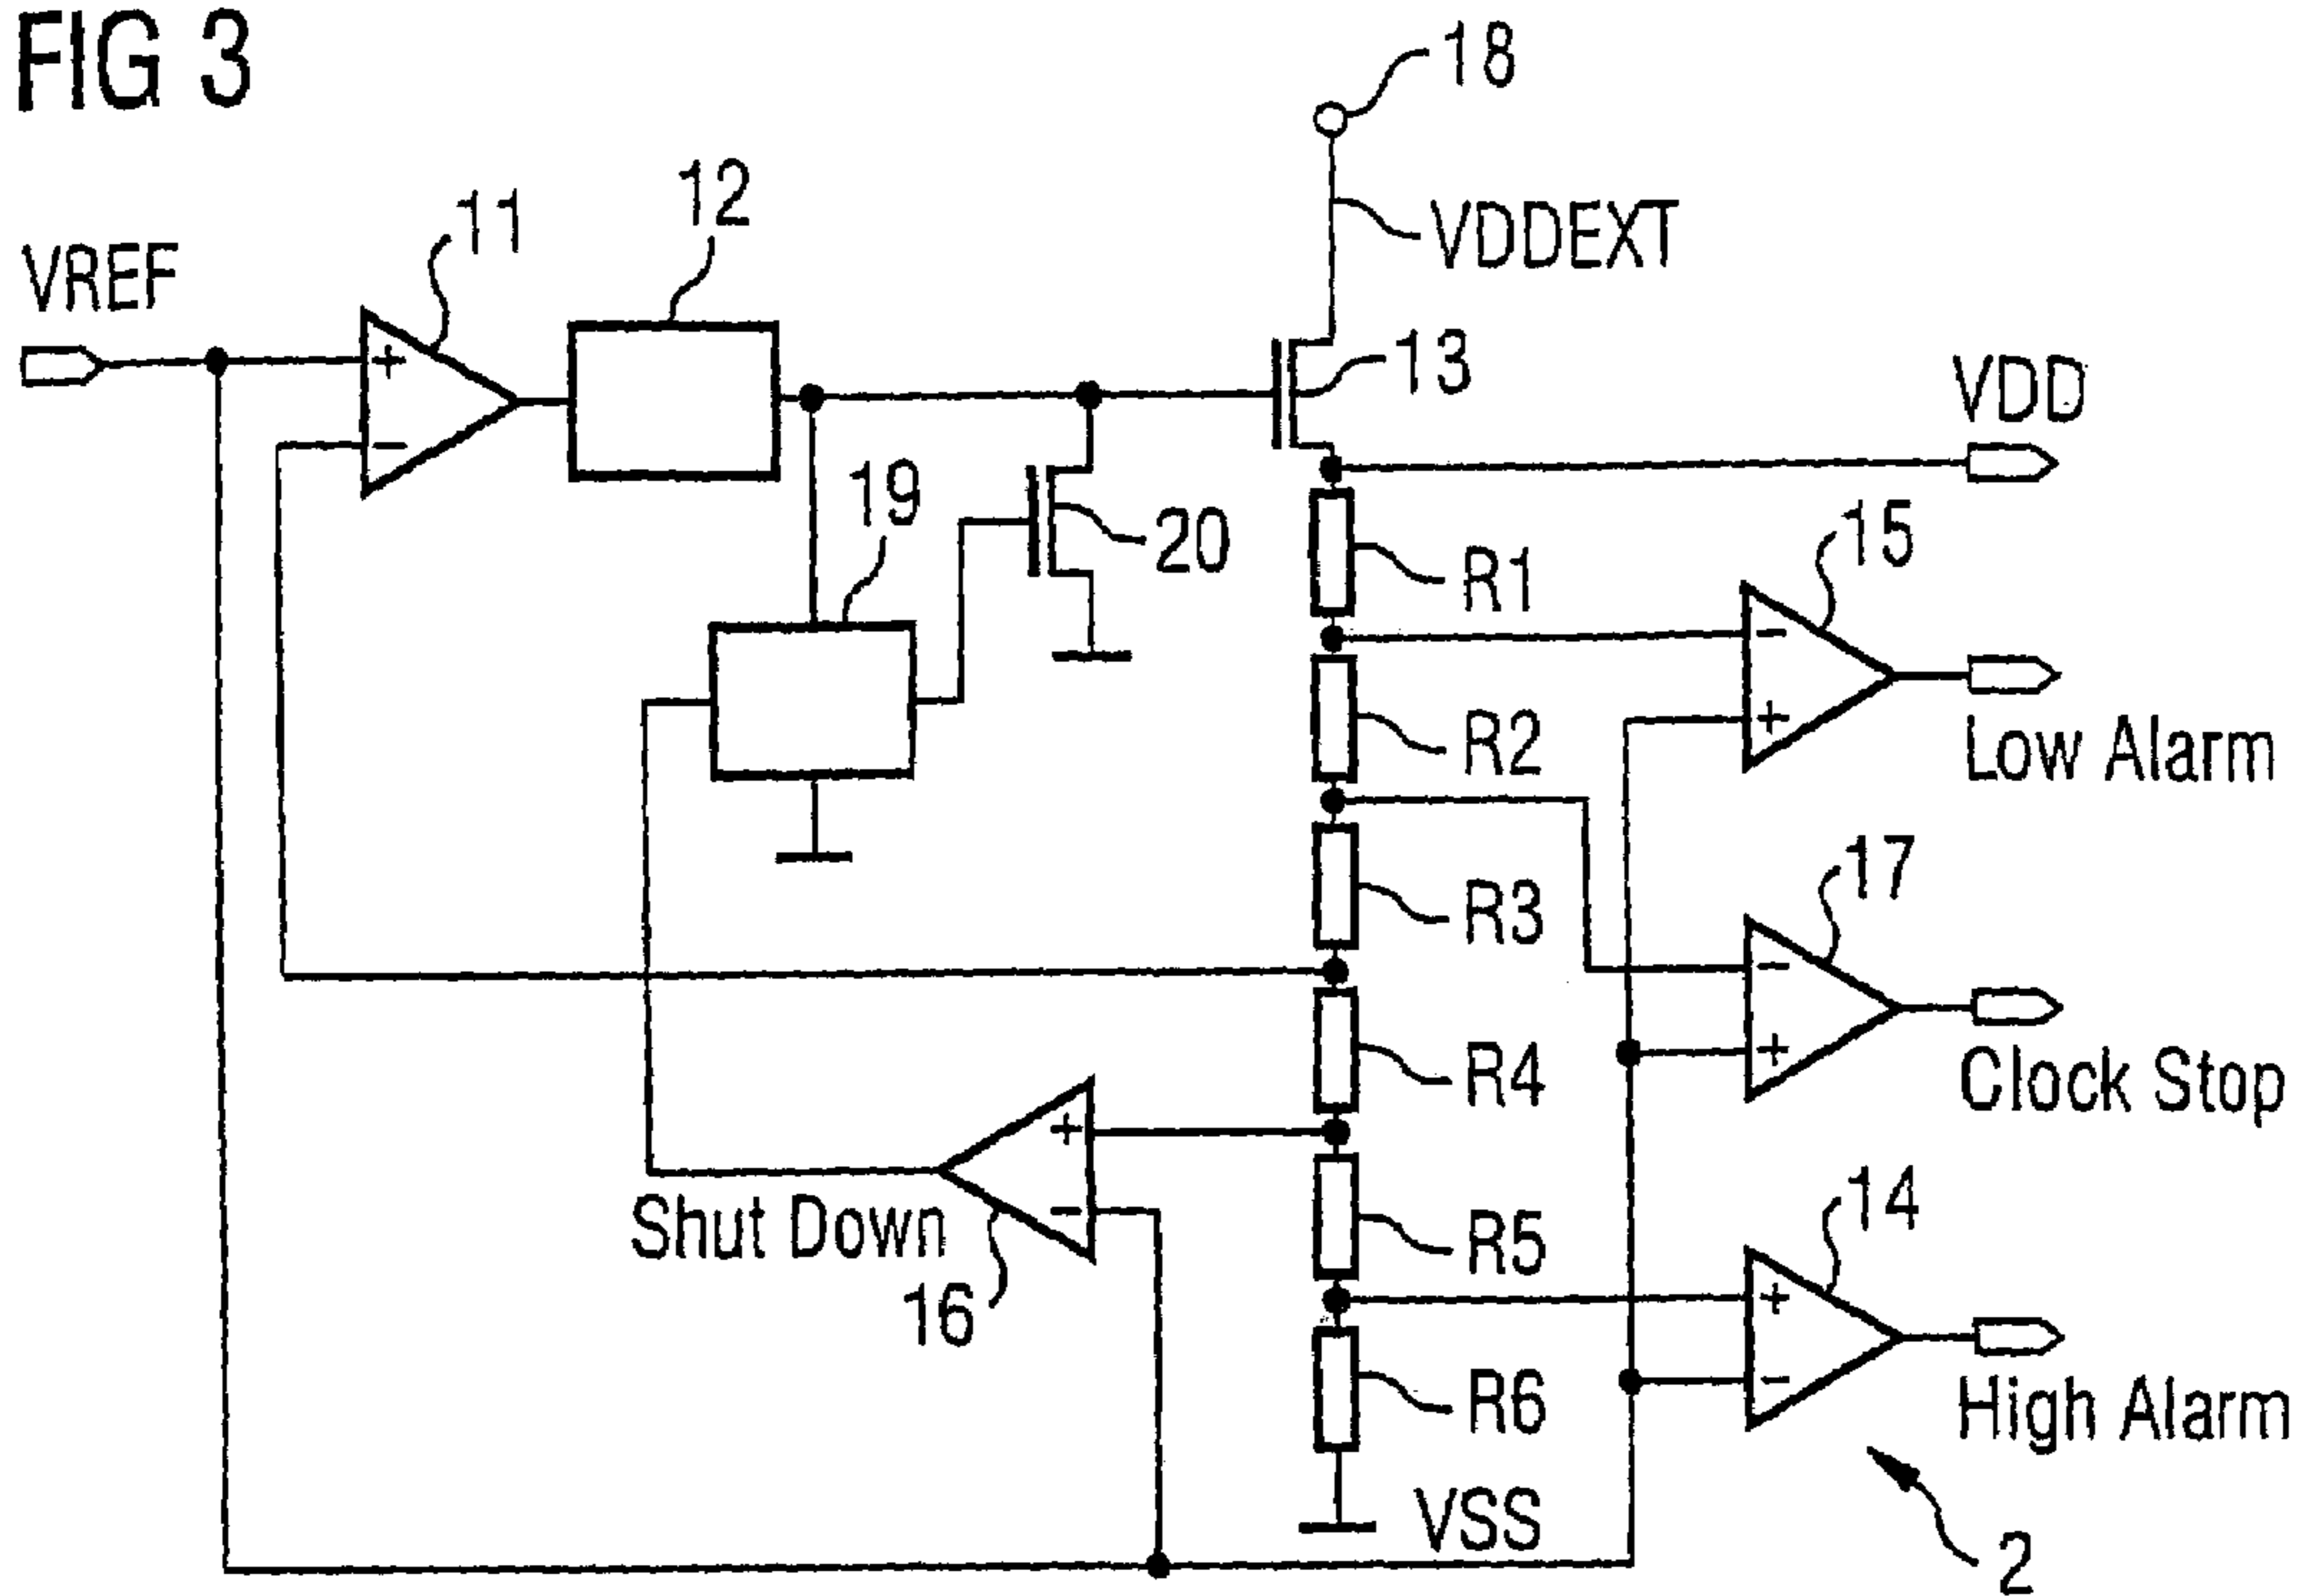 FIG 3
18
12
11
VDDEXT
VREF
13
VDD
19
15
20
R1
R2
Low Alarm
17
R3
R4
Clock Stop
14
Shut Down
R5
16
R6
High Alarm
VSS
2